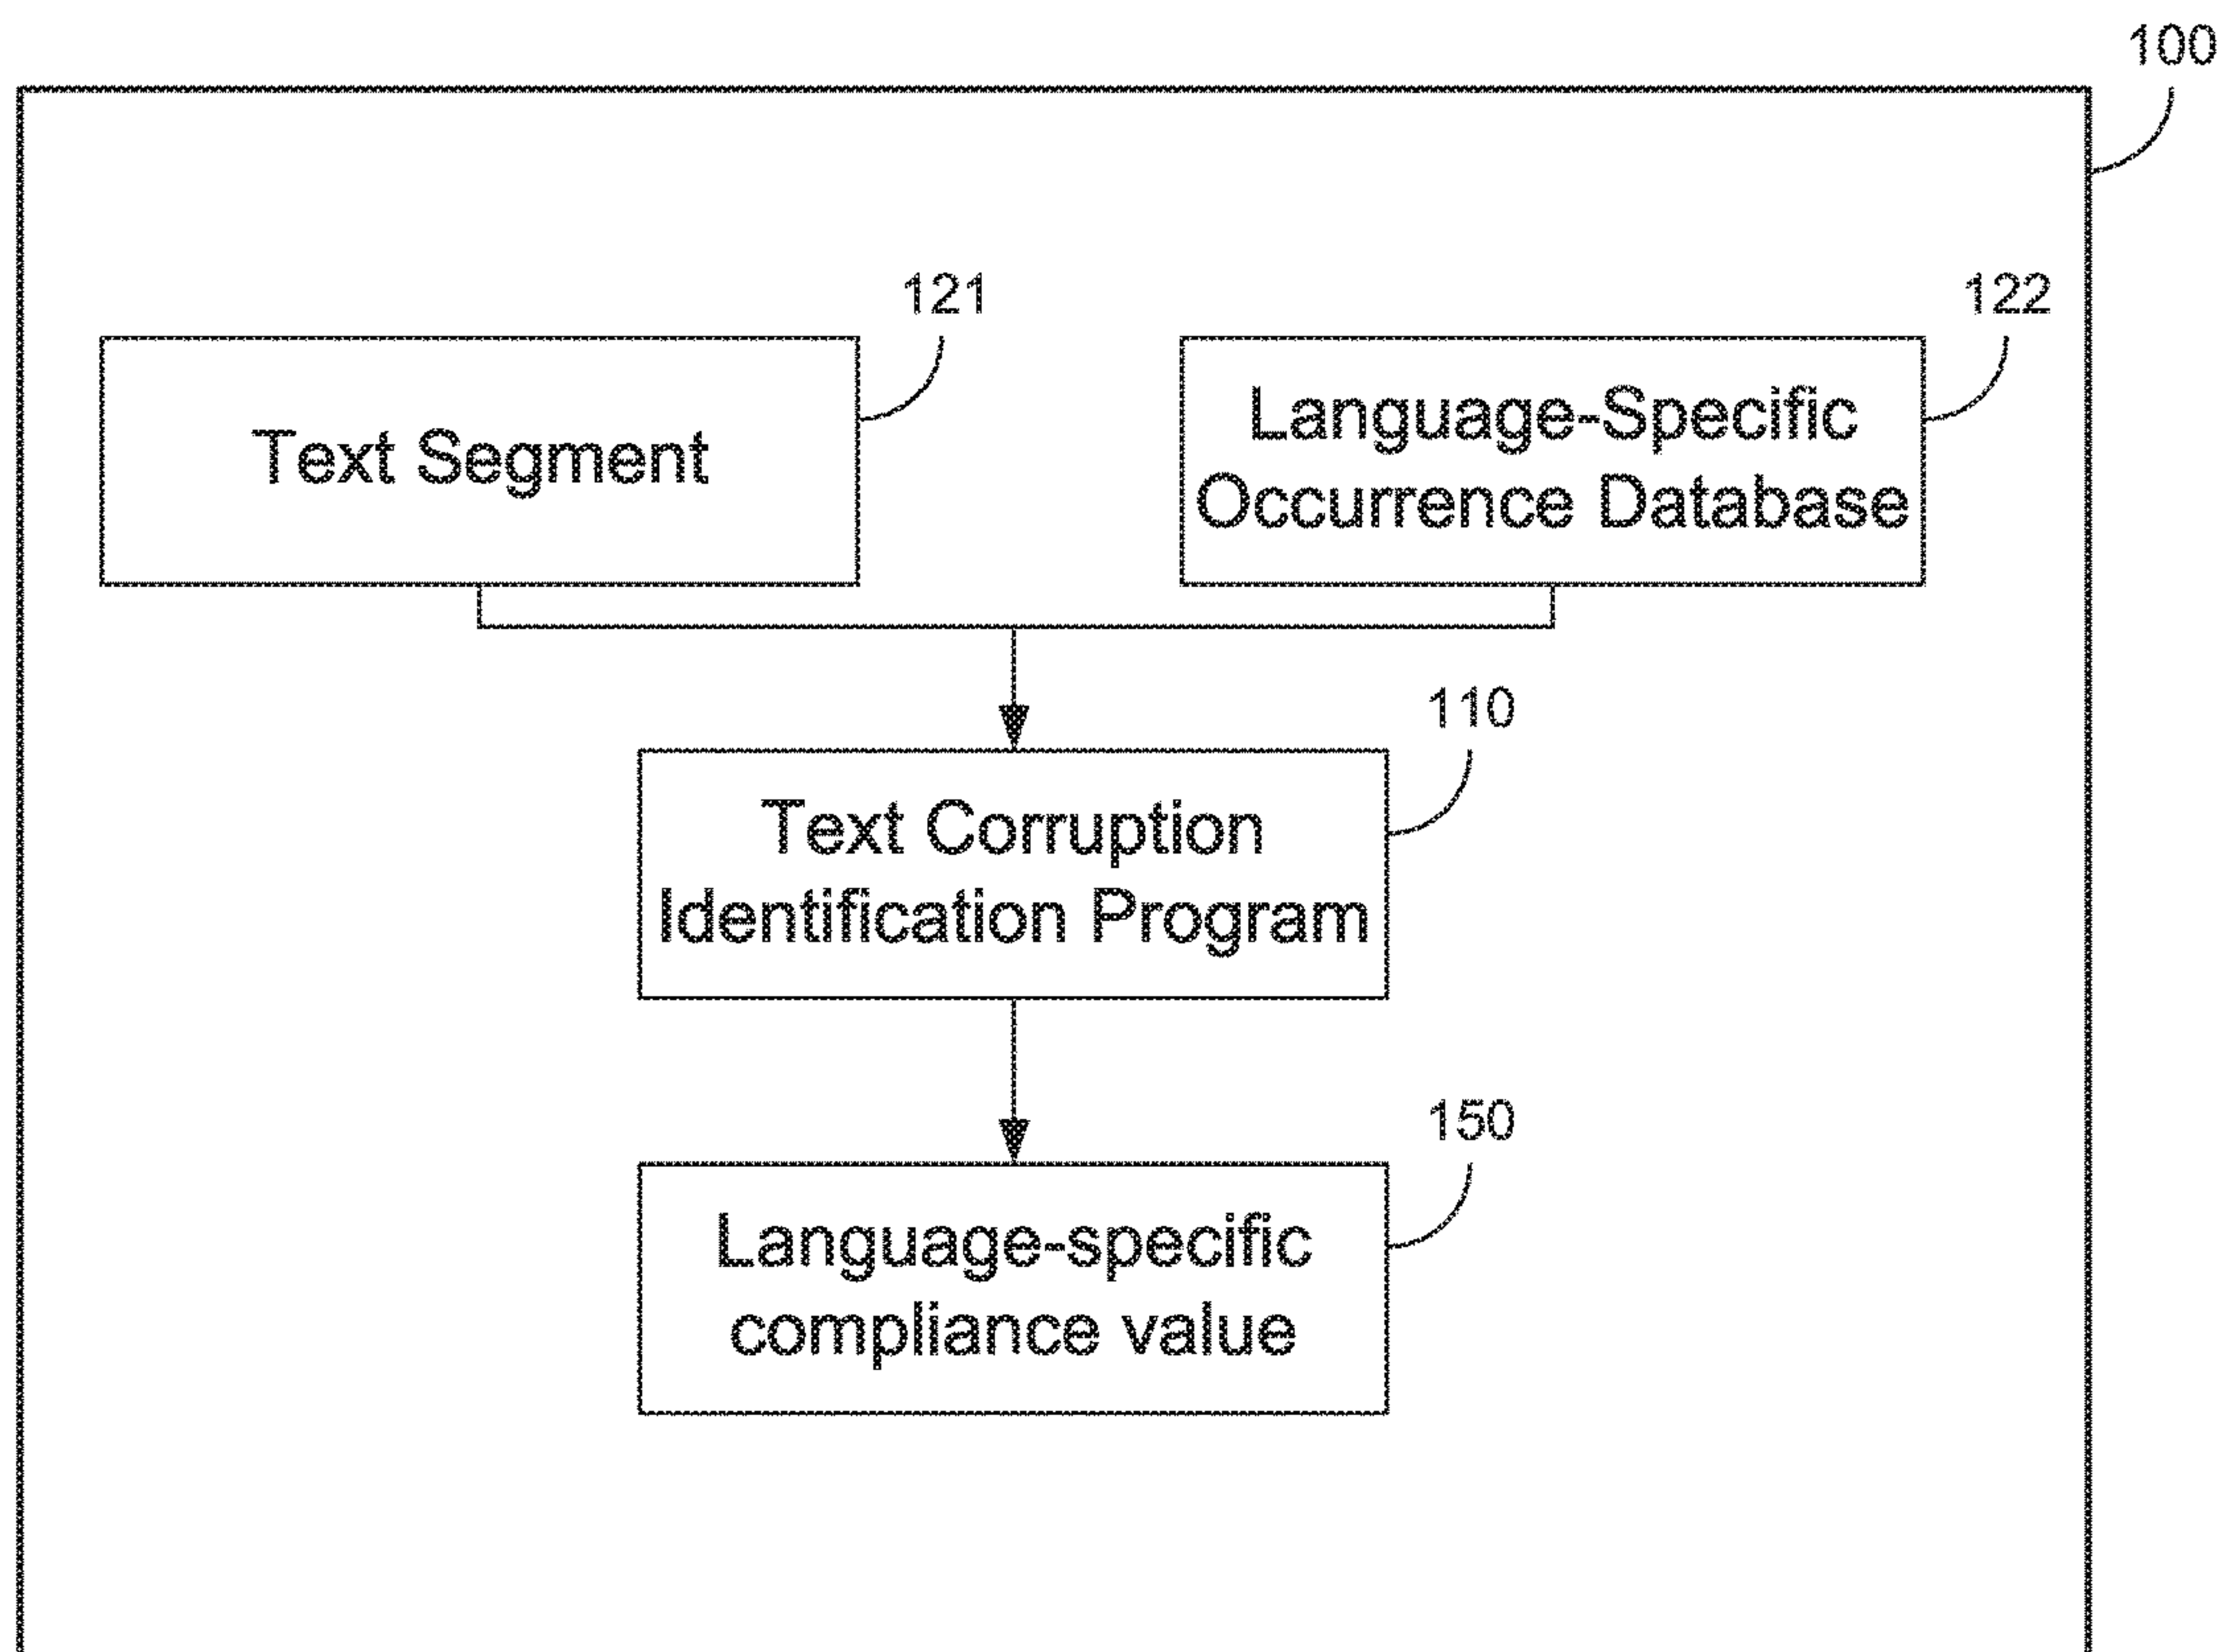 100
121
122
Text Segment
Language-Specific
Occurrence Database
110
Text Corruption
Identification Program
150
Language-specific
compliance value